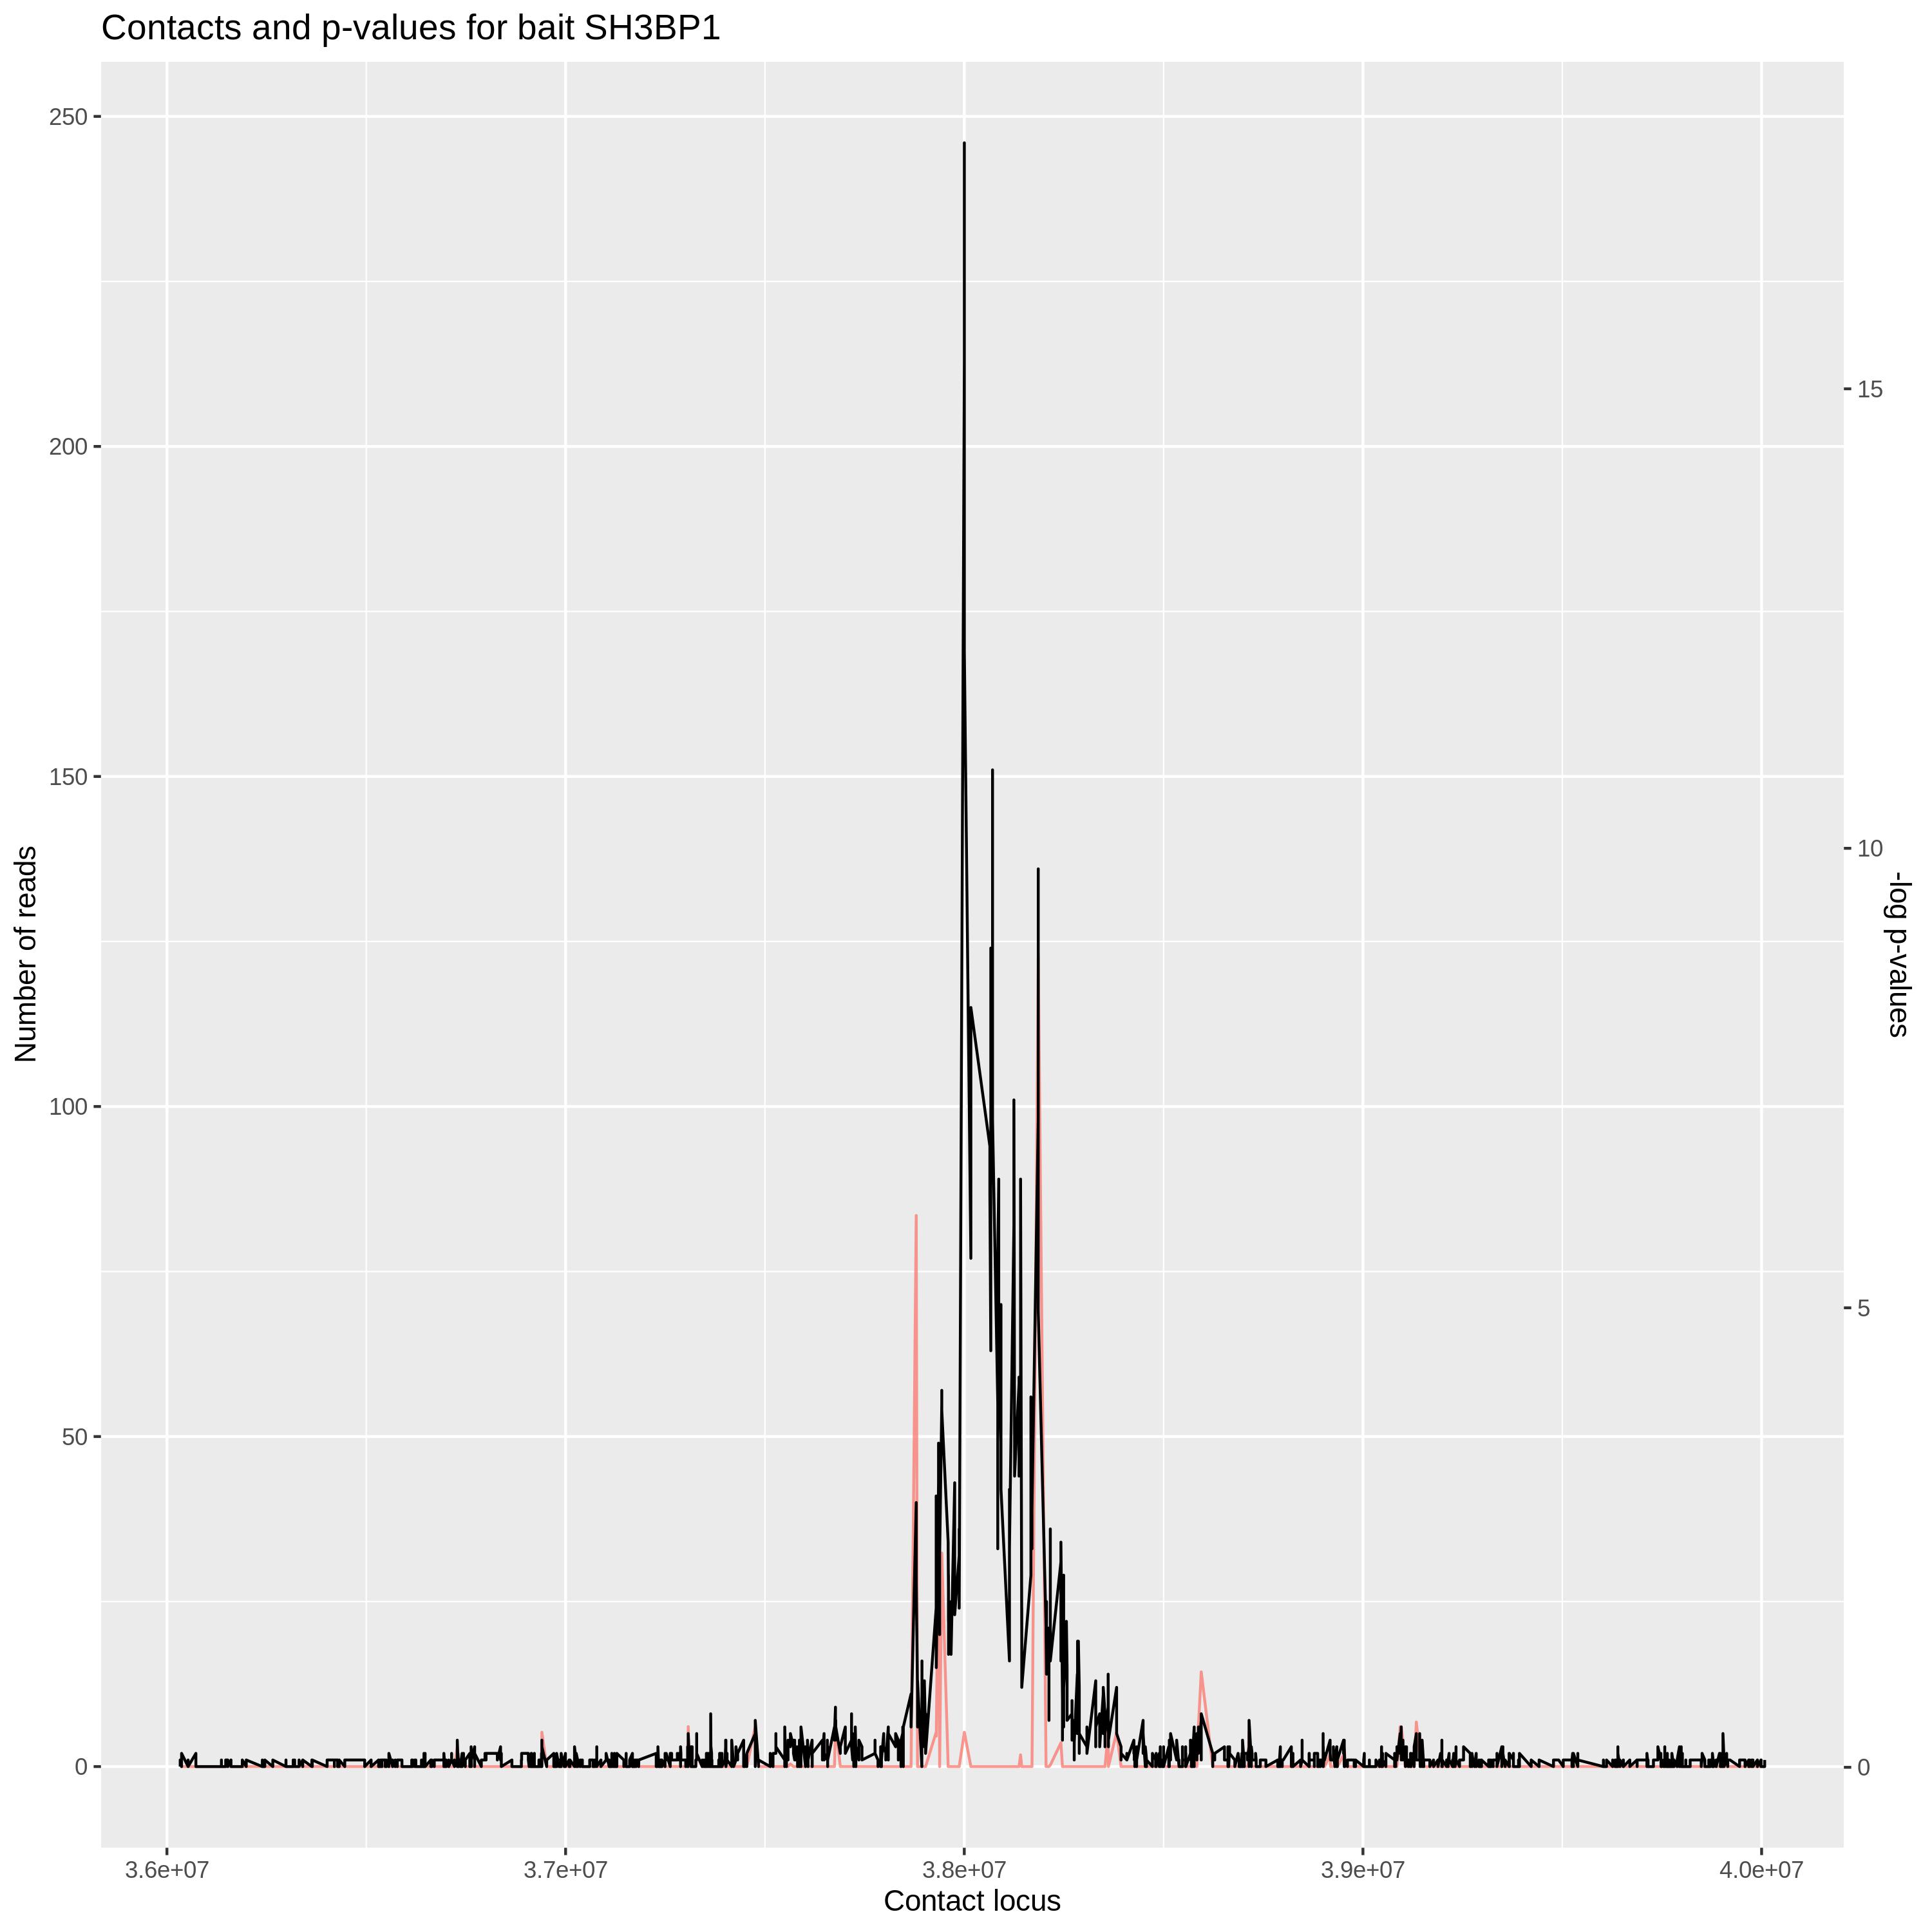 Contacts and p-values for bait SH3BP1
250
200
150
100
50
0
Number of reads
15
10
5
0
-log p-values
3.6e+07
3.7e+07
3.8e+07
3.9e+07
4.0e+07
Contact locus